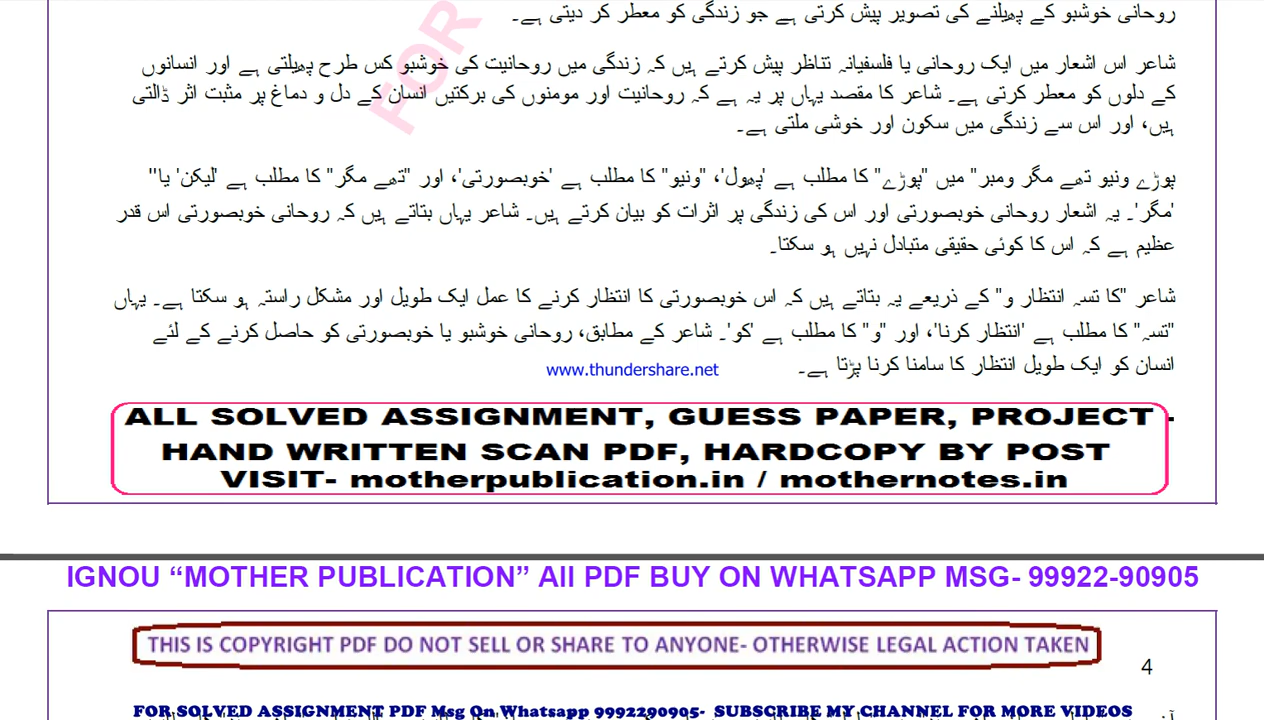 روحانی خوشبو کے پھیلنے کی تصویر پیش کرتی ہے جو زندگی کو معطر کر دیتی ہے۔
شاعر اس اشعار میں ایک روحانی یا فلسفیانہ تناظر پیش کرتے ہیں کہ زندگی میں روحانیت کی خوشبو کس طرح پھیلتی ہے اور انسانوں
کے دلوں کو معطر کرتی ہے۔ شاعر کا مقصد یہاں پر یہ ہے کہ روحانیت اور مومنوں کی برکتیں انسان کے دل و دماغ پر مثبت اثر ڈالتی
ہیں، اور اس سے زندگی میں سکون اور خوشی ملتی ہے۔
FOR
پوڑے ونیو تھے مگر ومبر" میں "پوڑے" کا مطلب ہے 'پھول'، "ونیو" کا مطلب ہے 'خوبصورتی'، اور "تھے مگر" کا مطلب ہے 'لیکن' یا"
'مگر'۔ یہ اشعار روحانی خوبصورتی اور اس کی زندگی پر اثرات کو بیان کرتے ہیں۔ شاعر یہاں بتاتے ہیں کہ روحانی خوبصورتی اس قدر
عظیم ہے کہ اس کا کوئی حقیقی متبادل نہیں ہو سکتا۔
شاعر "کا تسہ انتظار و" کے ذریعے یہ بتاتے ہیں کہ اس خوبصورتی کا انتظار کرنے کا عمل ایک طویل اور مشکل راستہ ہو سکتا ہے۔ یہاں
"تسہ" کا مطلب ہے 'انتظار کرنا'، اور "و" کا مطلب ہے 'کو'۔ شاعر کے مطابق، روحانی خوشبو یا خوبصورتی کو حاصل کرنے کے لئے
انسان کو ایک طویل انتظار کا سامنا کرنا پڑتا ہے۔
www.thundershare.net
ALL SOLVED ASSIGNMENT, GUESS PAPER, PROJECT -
HAND WRITTEN SCAN PDF, HARDCOPY BY POST
VISIT- motherpublication.in / mothernotes.in
IGNOU “MOTHER PUBLICATION” All PDF BUY ON WHATSAPP MSG- 99922-90905
THIS IS COPYRIGHT PDF DO NOT SELL OR SHARE TO ANYONE- OTHERWISE LEGAL ACTION TAKEN
4
FOR SOLVED ASSIGNMENT PDF Msg On Whatsapp 9992290905- SUBSCRIBE MY CHANNEL FOR MORE VIDEOS